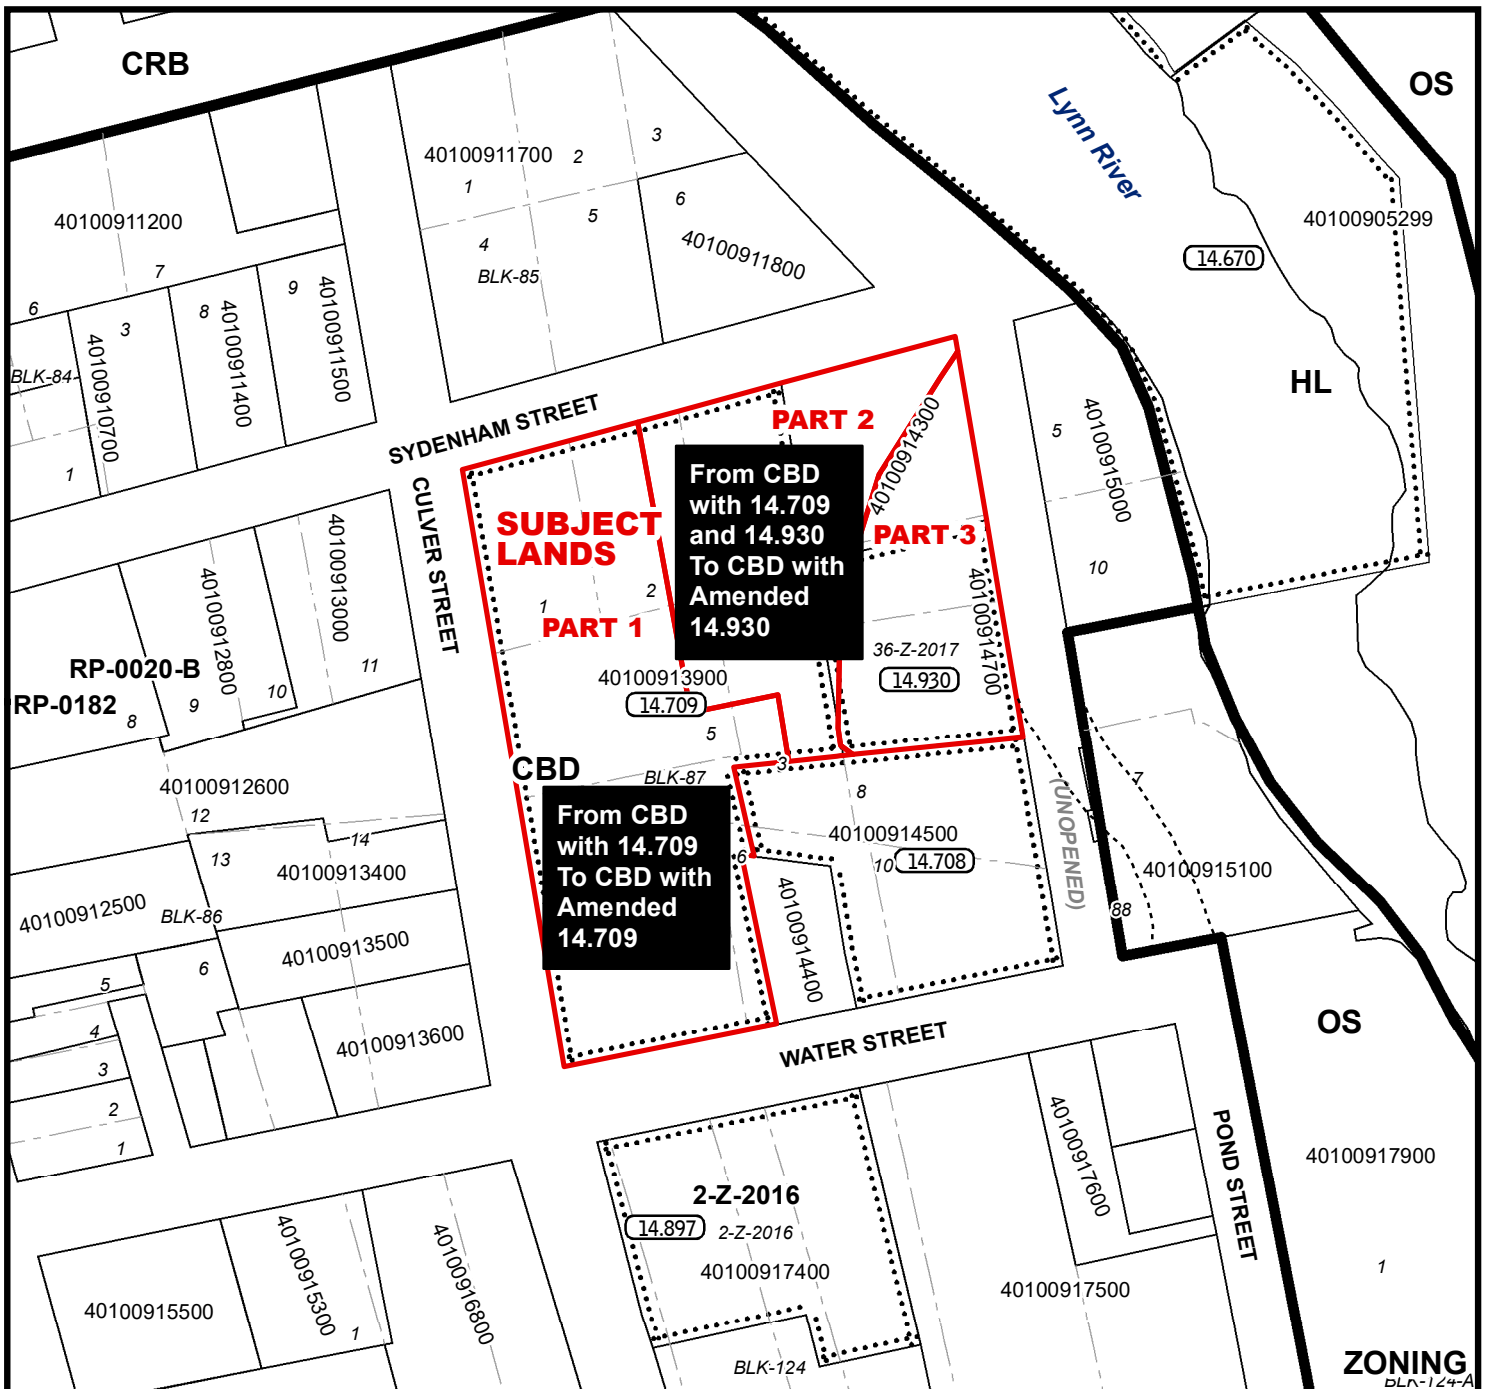 CRB
OS
Lynn River
3
40100911700
2
1
6
40100911200
5
40100905299
4
40100911800
14.670
BLK-85
7
9
6
8
3
40100911500
40100911400
40100910700
BLK-84
HL
1
SYDENHAM STREET
PART 2
40100914300
5
40100915000
From CBD
with 14.709
and 14.930
To CBD with
Amended
14.930
CULVER STREET
SUBJECT
LANDS
PART 3
10
40100913000
40100912800
1
2
PART 1
40100914700
36-Z-2017
14.930
RP-0020-B
RP-0182
11
10
9
8
40100913900
14.709
5
CBD
BLK-87
3
7
40100912600
12
8
(UNOPENED)
From CBD
with 14.709
To CBD with
Amended
14.709
40100914500
14
13
6
10
14.708
40100913400
40100915100
40100912500
BLK-86
88
40100914400
40100913500
6
5
4
OS
40100913600
WATER STREET
3
2
1
40100917600
POND STREET
40100917900
2-Z-2016
14.897
2-Z-2016
40100917400
40100915300
40100916800
1
40100917500
40100915500
1
BLK-124
ZONING
BLK-124-A